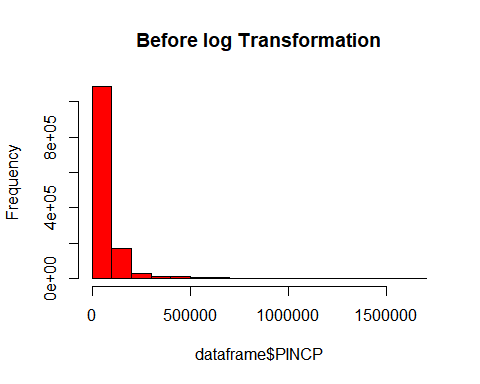 Before log Transformation
Frequency
0e+00 4e+05 8e+05
0 500000 1000000 1500000
dataframe$PINCP